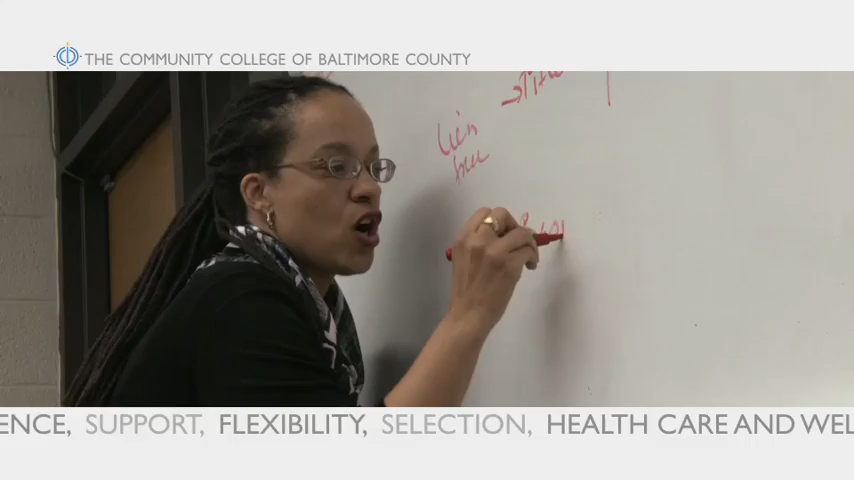 THE COMMUNITY COLLEGE OF BALTIMORE COUNTY
ENCE, SUPPORT, FLEXIBILITY, SELECTION, HEALTH CARE AND WEL